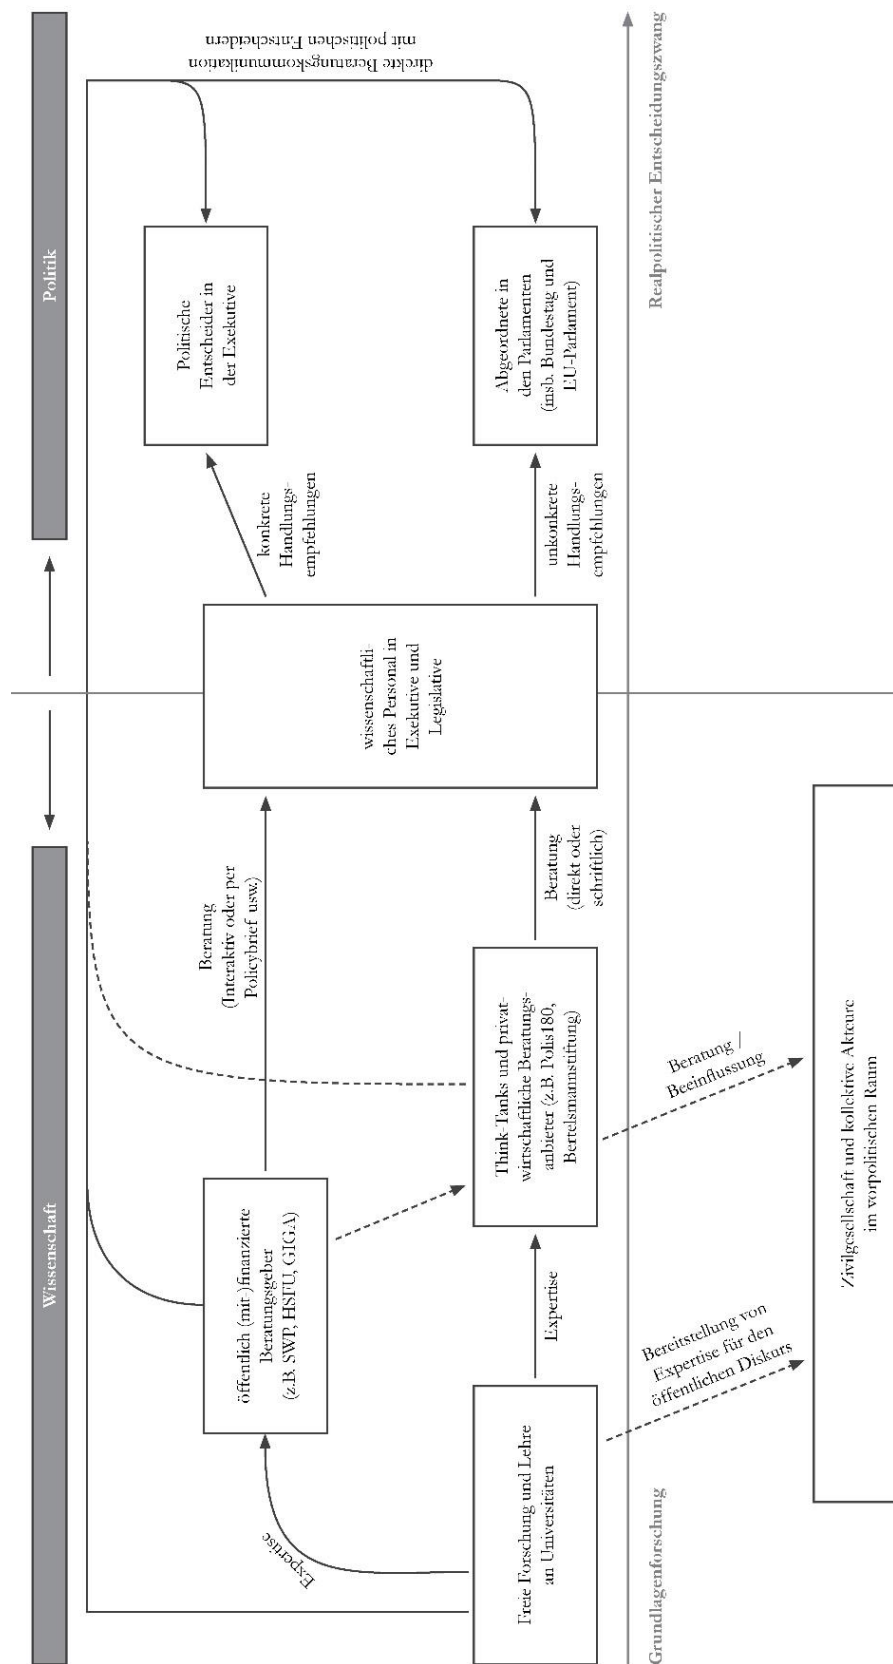 Wissenschaft
Politik
direkte Beratungskommunikation
mit politischen Entscheidern
öffentlich (mit-)finanzierte
Beratungsgeber
(z.B. SWP, HSFU, GIGA)
Beratung
(Interaktiv oder per
Policybrief usw.)
wissenschaftli-
ches Personal in
Exekutive und
Legislative
konkrete
Handlungs-
empfehlungen
Politische
Entscheider in
der Exekutive
Expertise
Freie Forschung und Lehre
an Universitäten
Expertise
Think-Tanks und privat-
wirtschaftliche Beratungs-
anbieter (z.B. Polis180,
Bertelsmannstiftung)
Beratung
(direkt oder
schriftlich)
unkonkrete
Handlungs-
empfehlungen
Abgeordnete in
den Parlamenten
(insb. Bundestag und
EU-Parlament)
Grundlagenforschung
Realpolitischer Entscheidungszwang
Bereitstellung von
Expertise für den
öffentlichen Diskurs
Beratung /
Beeinflussung
Zivilgesellschaft und kollektive Akteure
im vorpolitischen Raum